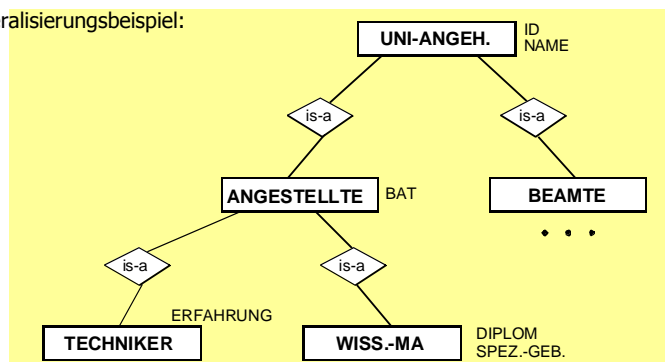 ralisierungsbeispiel:
UNI-ANGEH.
ID
NAME
is-a
is-a
ANGESTELLTE
BAT
BEAMTE
• • •
is-a
is-a
ERFAHRUNG
TECHNIKER
WISS.-MA
DIPLOM
SPEZ.-GEB.